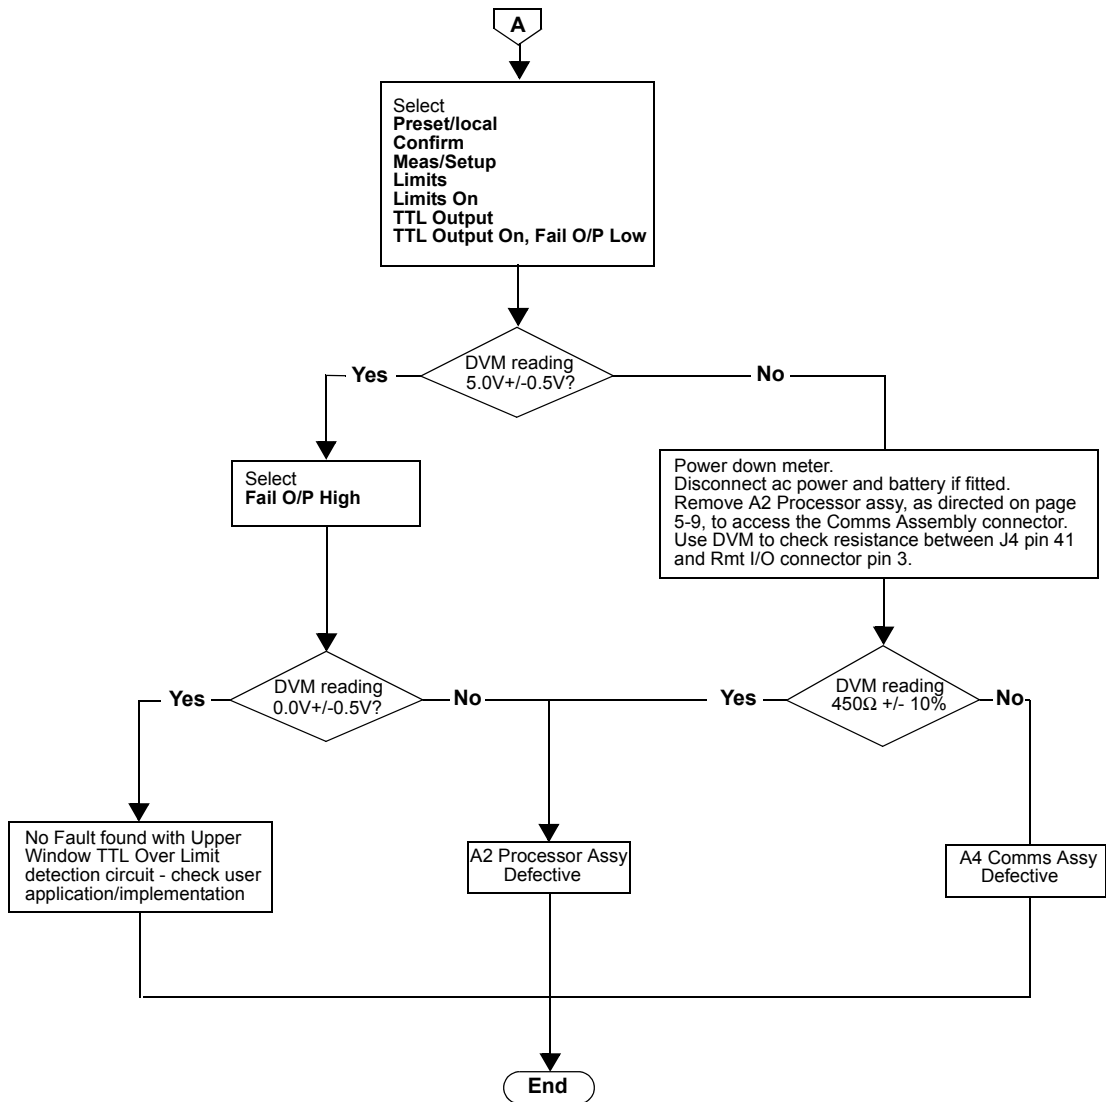 A
Select
Preset/local
Confirm
Meas/Setup
Limits
Limits On
TTL Output
TTL Output On, Fail O/P Low
DVM reading
5.0V+/-0.5V?
Yes
No
Select
Fail O/P High
Power down meter.
Disconnect ac power and battery if fitted.
Remove A2 Processor assy, as directed on page
5-9, to access the Comms Assembly connector.
Use DVM to check resistance between J4 pin 41
and Rmt I/O connector pin 3.
DVM reading
0.0V+/-0.5V?
Yes
No
DVM reading
450Ω +/- 10%
Yes
No
No Fault found with Upper
Window TTL Over Limit
detection circuit - check user
application/implementation
A2 Processor Assy
Defective
A4 Comms Assy
Defective
End